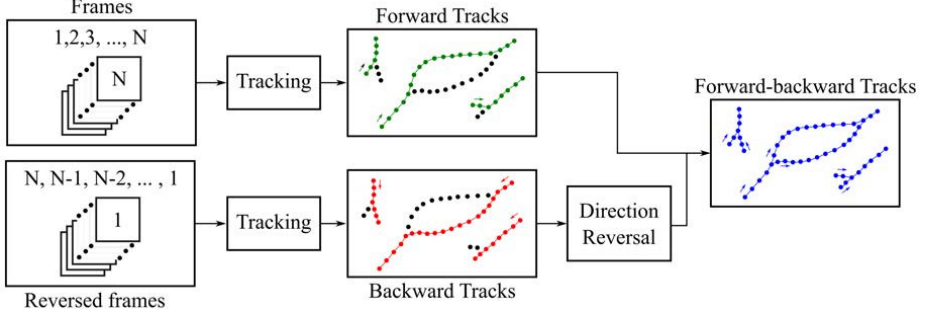 Frames
1,2,3, ..., N
N
Tracking
Forward Tracks
Forward-backward Tracks
N, N-1, N-2, ... , 1
1
Tracking
Direction
Reversal
Reversed frames
Backward Tracks